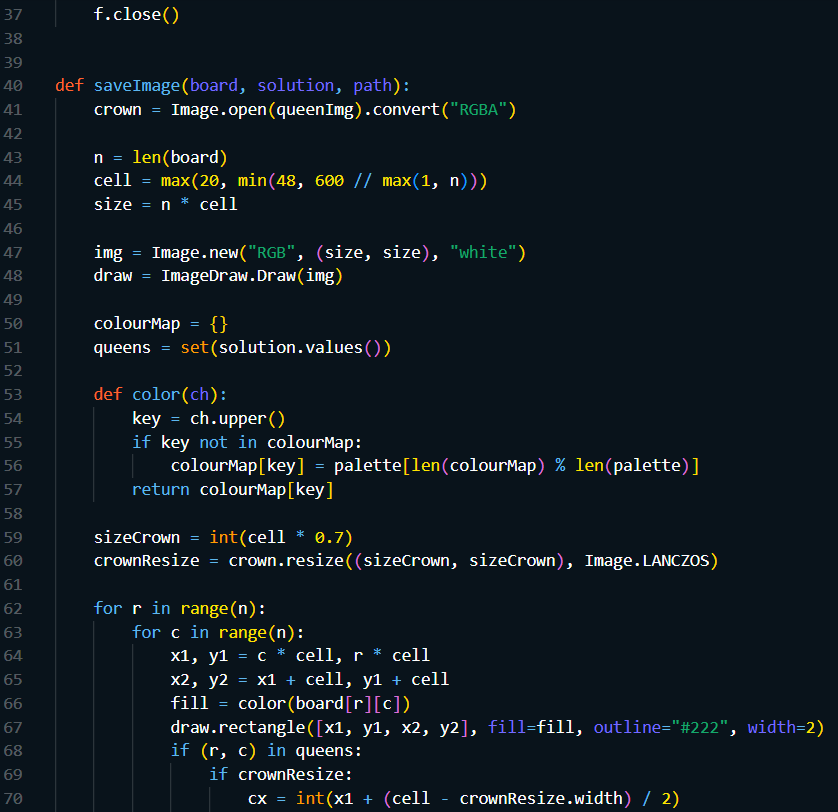 37 f.close()
38
39
40 def saveImage(board, solution, path):
41 crown = Image.open(queenImg).convert("RGBA")
42
43 n = len(board)
44 cell = max(20, min(48, 600 // max(1, n)))
45 size = n * cell
46
47 img = Image.new("RGB", (size, size), "white")
48 draw = ImageDraw.Draw(img)
49
50 colourMap = {}
51 queens = set(solution.values())
52
53 def color(ch):
54 key = ch.upper()
55 if key not in colourMap:
56 colourMap[key] = palette[len(colourMap) % len(palette)]
57 return colourMap[key]
58
59 sizeCrown = int(cell * 0.7)
60 crownResize = crown.resize((sizeCrown, sizeCrown), Image.LANCZOS)
61
62 for r in range(n):
63 for c in range(n):
64 x1, y1 = c * cell, r * cell
65 x2, y2 = x1 + cell, y1 + cell
66 fill = color(board[r][c])
67 draw.rectangle([x1, y1, x2, y2], fill=fill, outline="#222", width=2)
68 if (r, c) in queens:
69 if crownResize:
70 cx = int(x1 + (cell - crownResize.width) / 2)